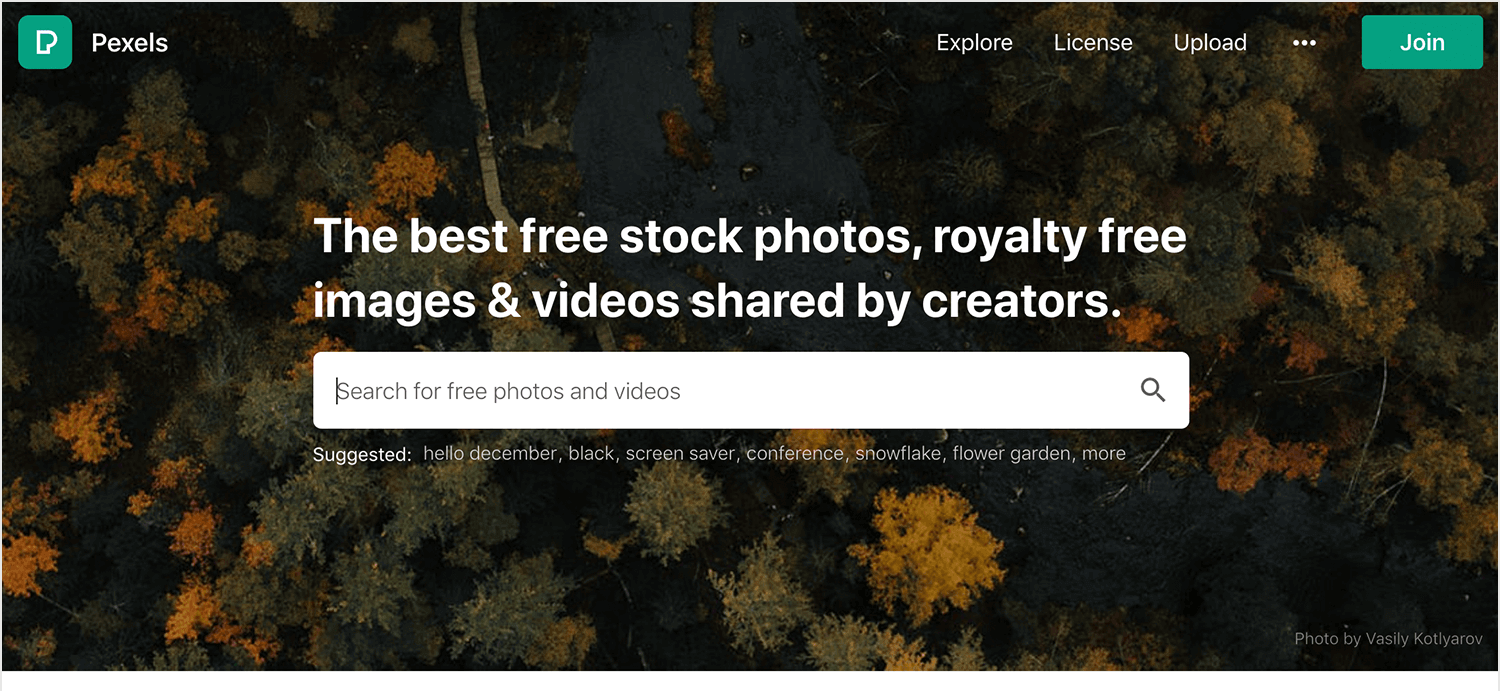 Pexels
Explore License Upload ••• Join
The best free stock photos, royalty free
images & videos shared by creators.
Search for free photos and videos
Suggested: hello december, black, screen saver, conference, snowflake, flower garden, more
Photo by Vasily Kotlyarov